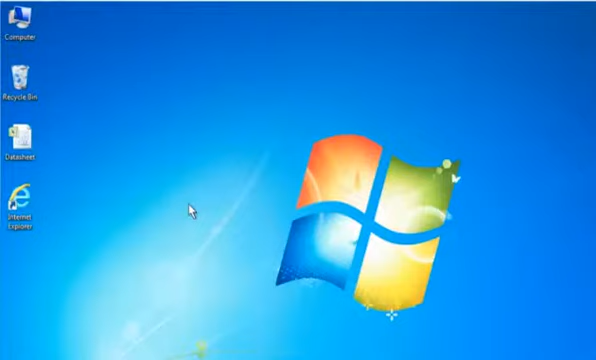 Computer
Recycle Bin
Datasheet
Internet
Explorer